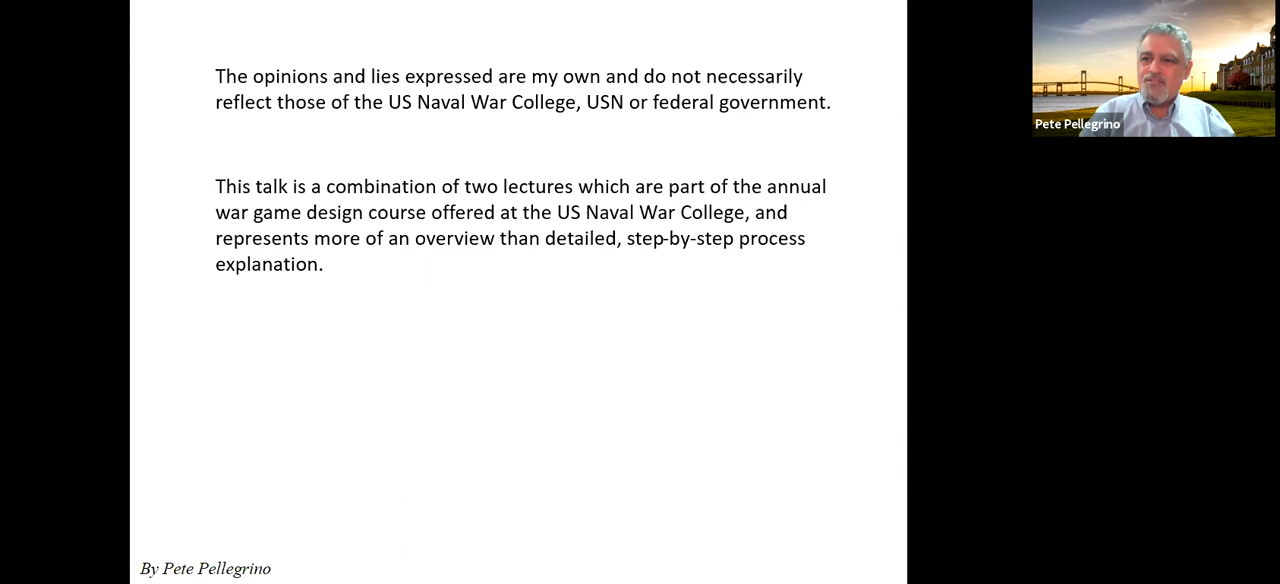 The opinions and lies expressed are my own and do not necessarily
reflect those of the US Naval War College, USN or federal government.
This talk is a combination of two lectures which are part of the annual
war game design course offered at the US Naval War College, and
represents more of an overview than detailed, step-by-step process
explanation.
By Pete Pellegrino
Pete Pellegrino